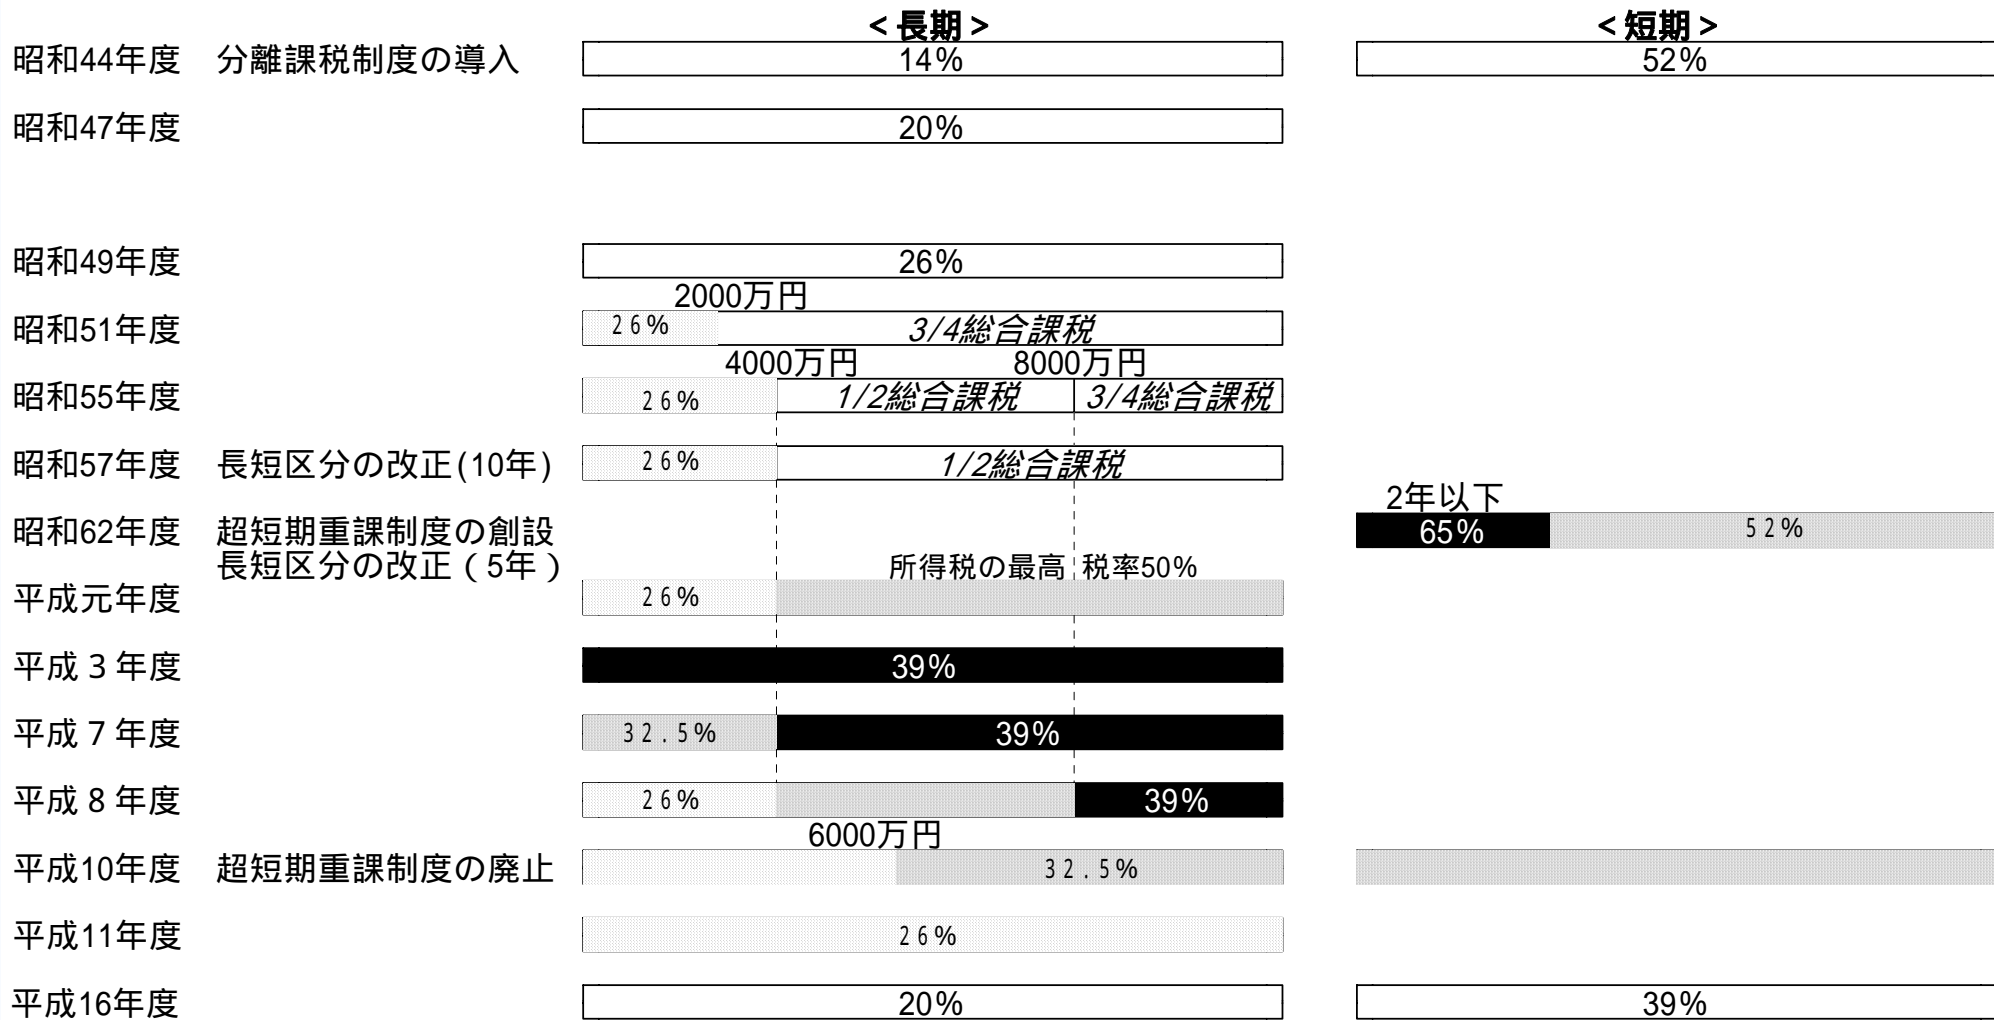 <長期> <短期>
昭和44年度 分離課税制度の導入 14% 52%
昭和47年度 20%
昭和49年度 26%
2000万円
昭和51年度 26% 3/4総合課税
4000万円 8000万円
昭和55年度 26% 1/2総合課税 3/4総合課税
昭和57年度 長短区分の改正(10年) 26% 1/2総合課税
2年以下
昭和62年度 超短期重課制度の創設 65% 52%
長短区分の改正(5年) 所得税の最高税率50%
平成元年度 26%
平成3年度 39%
平成7年度 32.5% 39%
平成8年度 26% 39%
6000万円
平成10年度 超短期重課制度の廃止 32.5%
平成11年度 26%
平成16年度 20% 39%